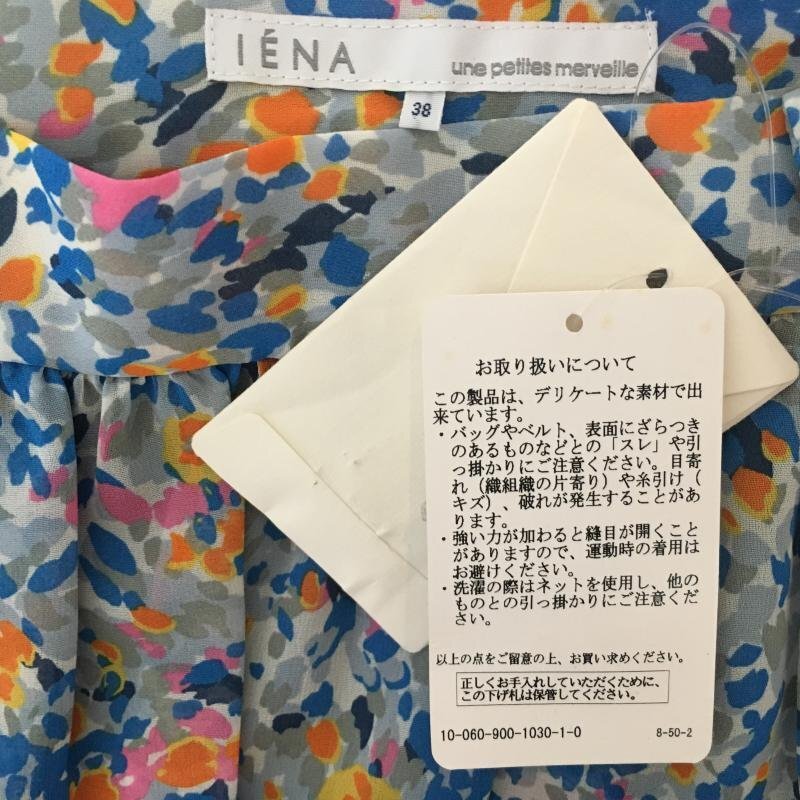 IÉNA
une petites merveille
38
お取り扱いについて
この製品は、デリケートな素材で出
来ています。
・バッグやベルト、表面にざらつき
のあるものなどとの「スレ」や引
っ掛かりにご注意ください。目寄
れ（織組織の片寄り）や糸引け（
キズ）、破れが発生することがあ
ります。
・強い力が加わると縫目が開くこと
がありますので、運動時の着用は
お避けください。
・洗濯の際はネットを使用し、他の
ものとの引っ掛かりにご注意くだ
さい。
以上の点をご留意の上、お買い求めください。
正しくお手入れしていただくために、
この下げ札は保管してください。
10-060-900-1030-1-0
8-50-2